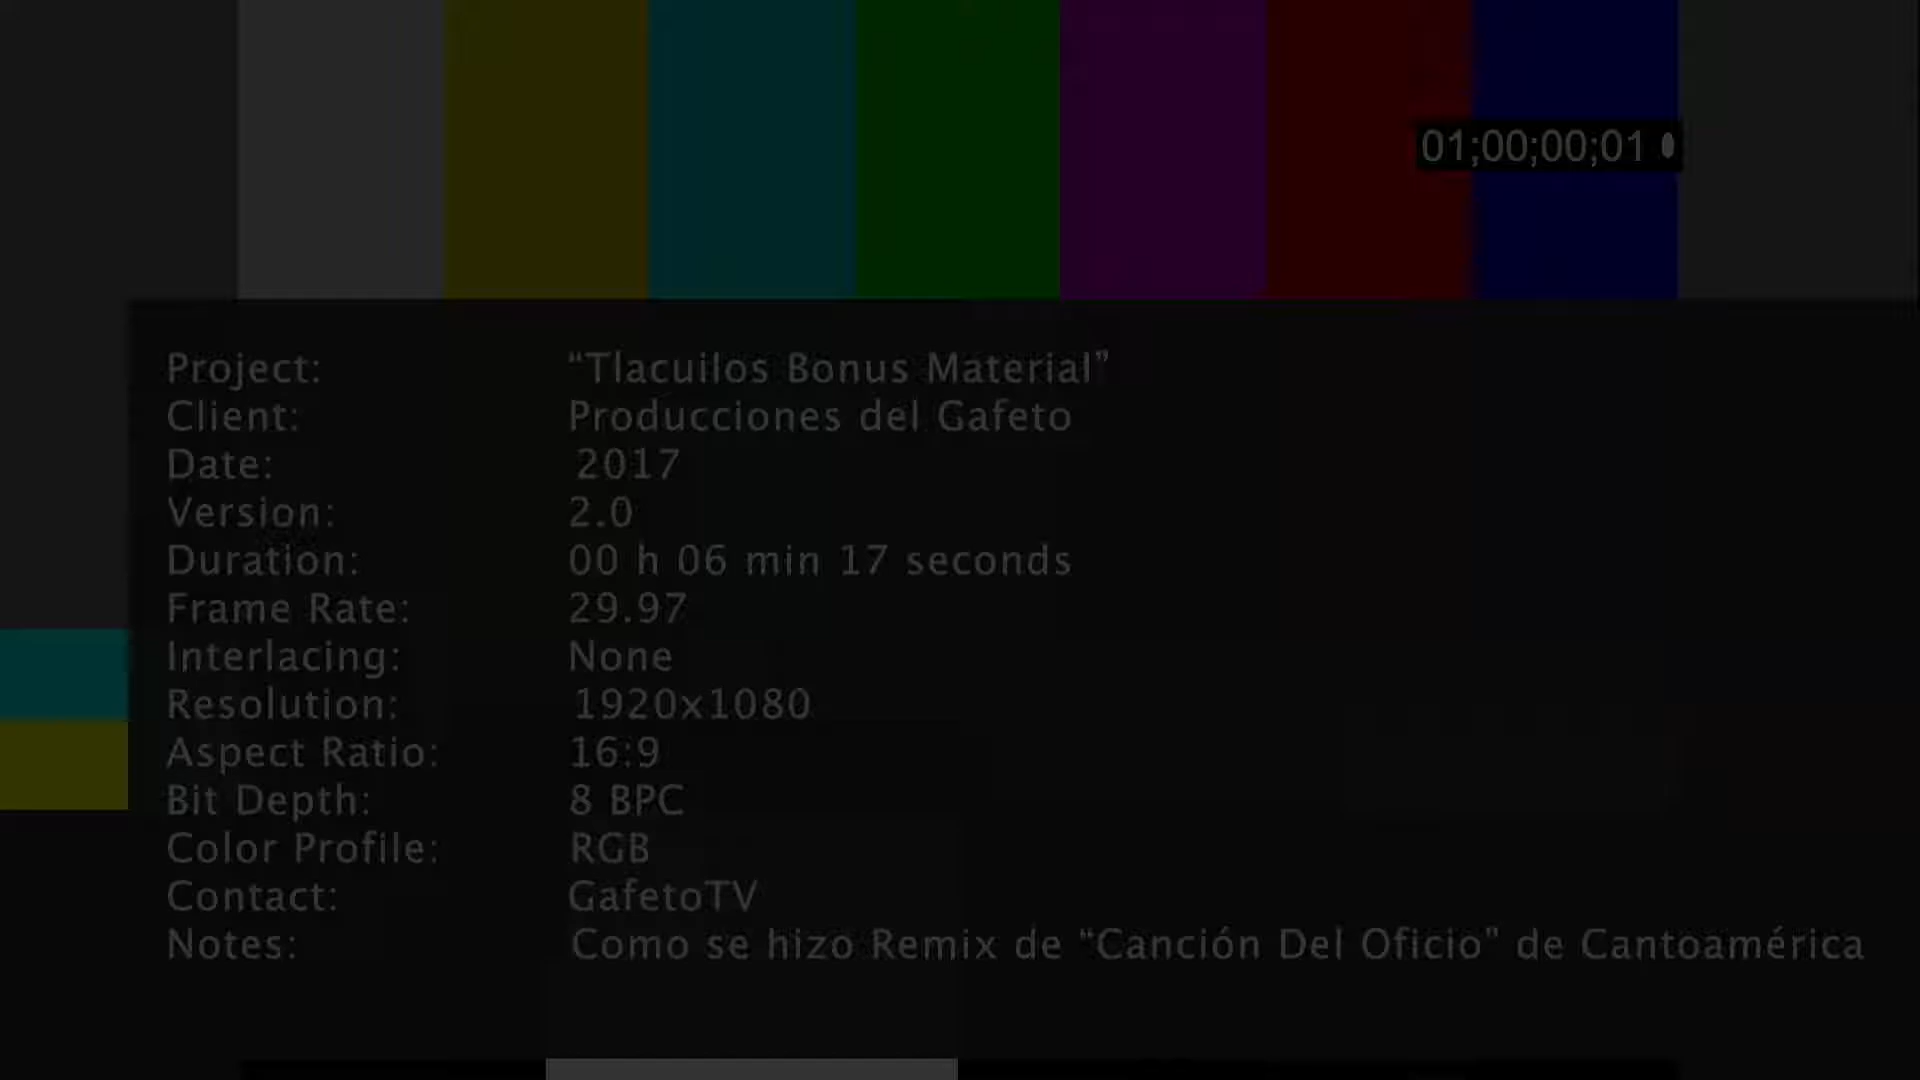 01;00;00;01
Project: “Tlacuilos Bonus Material”
Client: Producciones del Gafeto
Date: 2017
Version: 2.0
Duration: 00 h 06 min 17 seconds
Frame Rate: 29.97
Interlacing: None
Resolution: 1920x1080
Aspect Ratio: 16:9
Bit Depth: 8 BPC
Color Profile: RGB
Contact: GafetoTV
Notes: Como se hizo Remix de “Canción Del Oficio” de Cantoamérica